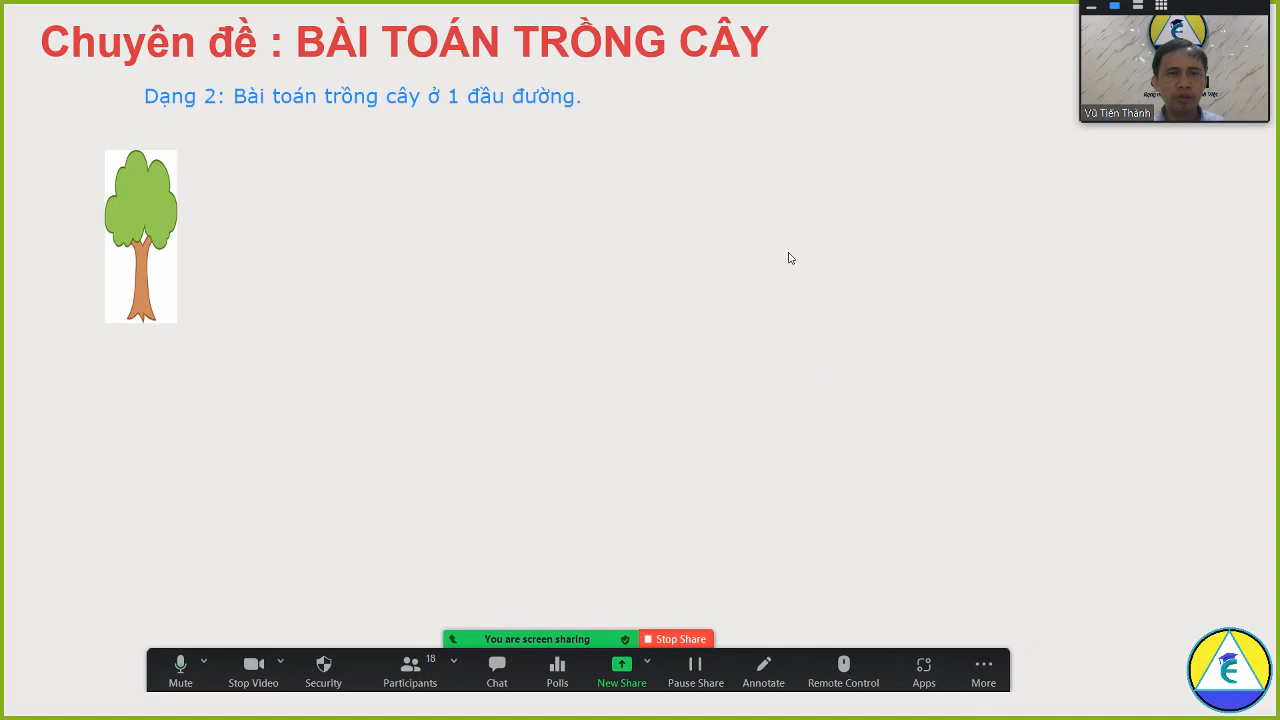 Chuyên đề : BÀI TOÁN TRỒNG CÂY
Dạng 2: Bài toán trồng cây ở 1 đầu đường.
Vũ Tiến Thành
You are screen sharing
Stop Share
Mute
Stop Video
Security
Participants
18
Chat
Polls
New Share
Pause Share
Annotate
Remote Control
Apps
More